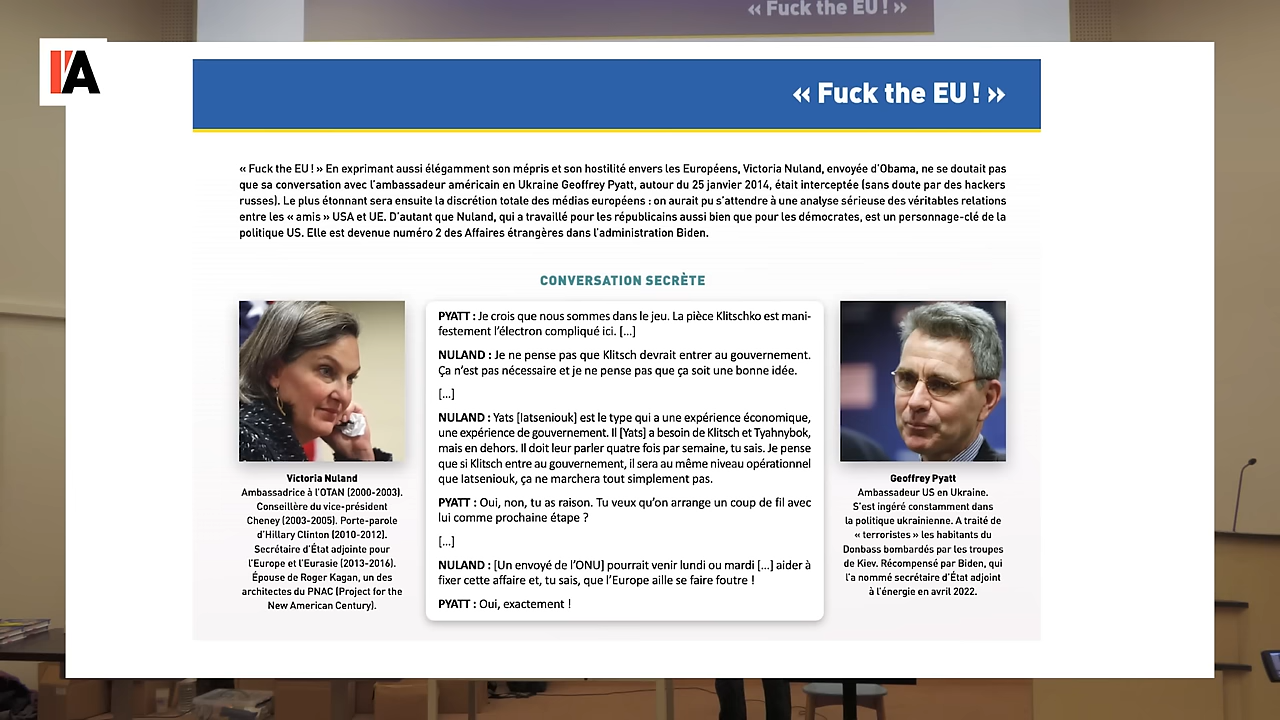 « Fuck the EU ! »
IA
« Fuck the EU ! »
« Fuck the EU ! » En exprimant aussi élégamment son mépris et son hostilité envers les Européens, Victoria Nuland, envoyée d'Obama, ne se doutait pas
que sa conversation avec l'ambassadeur américain en Ukraine Geoffrey Pyatt, autour du 25 janvier 2014, était interceptée (sans doute par des hackers
russes). Le plus étonnant sera ensuite la discrétion totale des médias européens : on aurait pu s'attendre à une analyse sérieuse des véritables relations
entre les « amis » USA et UE. D'autant que Nuland, qui a travaillé pour les républicains aussi bien que pour les démocrates, est un personnage-clé de la
politique US. Elle est devenue numéro 2 des Affaires étrangères dans l'administration Biden.
CONVERSATION SECRÈTE
PYATT : Je crois que nous sommes dans le jeu. La pièce Klitschko est mani-
festement l'électron compliqué ici. [...]
NULAND : Je ne pense pas que Klitsch devrait entrer au gouvernement.
Ça n'est pas nécessaire et je ne pense pas que ça soit une bonne idée.
[...]
NULAND : Yats [Iatseniouk] est le type qui a une expérience économique,
une expérience de gouvernement. Il [Yats] a besoin de Klitsch et Tyahnybok,
mais en dehors. Il doit leur parler quatre fois par semaine, tu sais. Je pense
que si Klitsch entre au gouvernement, il sera au même niveau opérationnel
que Iatseniouk, ça ne marchera tout simplement pas.
PYATT : Oui, non, tu as raison. Tu veux qu'on arrange un coup de fil avec
lui comme prochaine étape ?
[...]
NULAND : [Un envoyé de l'ONU] pourrait venir lundi ou mardi [...] aider à
fixer cette affaire et, tu sais, que l'Europe aille se faire foutre !
PYATT : Oui, exactement !
Victoria Nuland
Ambassadrice à l'OTAN (2000-2003).
Conseillère du vice-président
Cheney (2003-2005). Porte-parole
d'Hillary Clinton (2010-2012).
Secrétaire d'État adjointe pour
l'Europe et l'Eurasie (2013-2016).
Épouse de Roger Kagan, un des
architectes du PNAC (Project for the
New American Century).
Geoffrey Pyatt
Ambassadeur US en Ukraine.
S'est ingéré constamment dans
la politique ukrainienne. A traité de
« terroristes » les habitants du
Donbass bombardés par les troupes
de Kiev. Récompensé par Biden, qui
l'a nommé secrétaire d'État adjoint
à l'énergie en avril 2022.